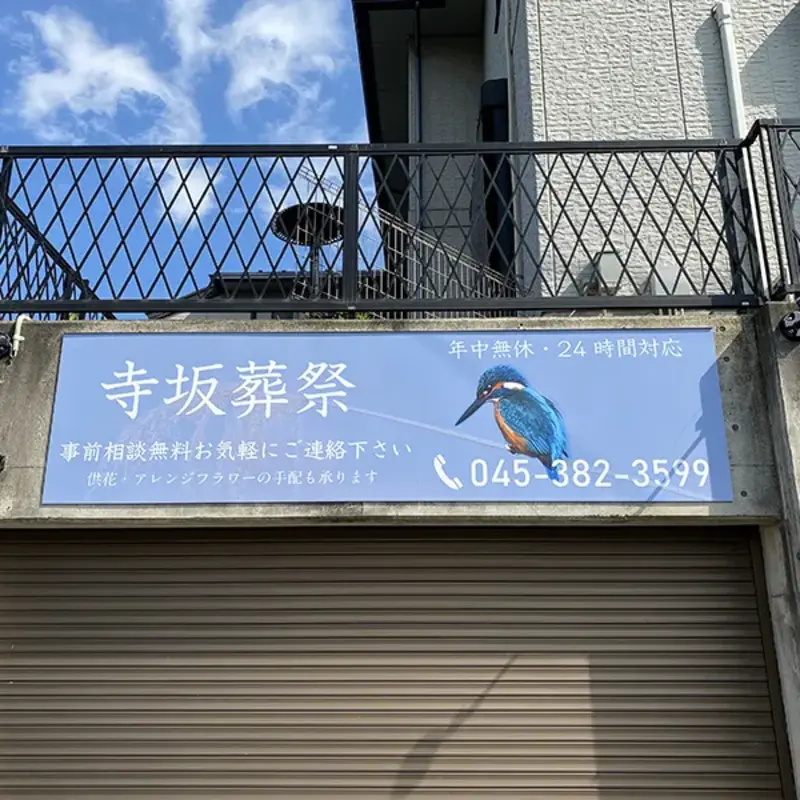 年中無休・24時間対応
寺坂葬祭
事前相談無料お気軽にご連絡下さい
供花・アレンジフラワーの手配も承ります
045-382-3599